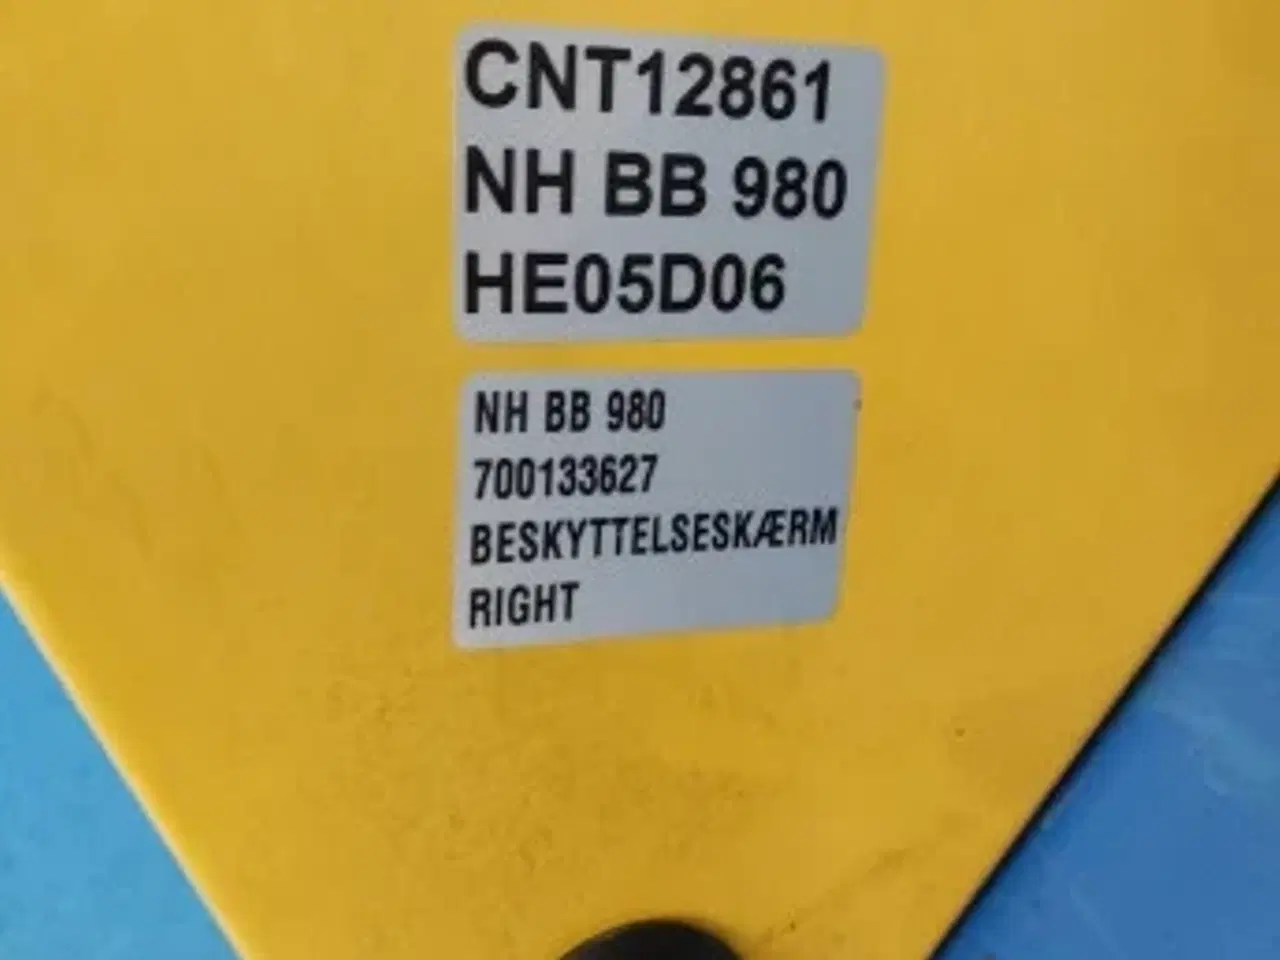 CNT12861
NH BB 980
HE05D06
NH BB 980
700133627
BESKYTTELSESKÆRM
RIGHT